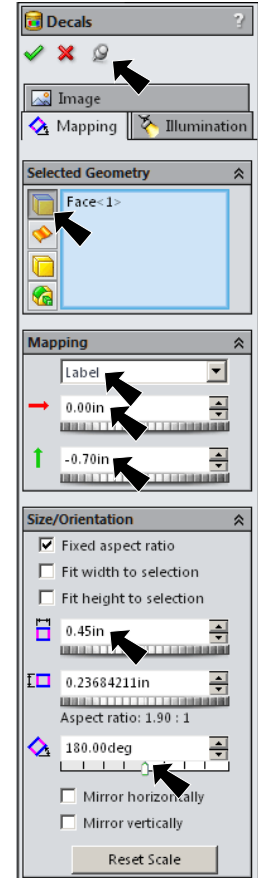 Decals ?
Image
Mapping Illumination
Selected Geometry
Face<1>
Mapping
Label
0.00in
-0.70in
Size/Orientation
Fixed aspect ratio
Fit width to selection
Fit height to selection
0.45in
0.23684211in
Aspect ratio: 1.90 : 1
180.00deg
Mirror horizontally
Mirror vertically
Reset Scale